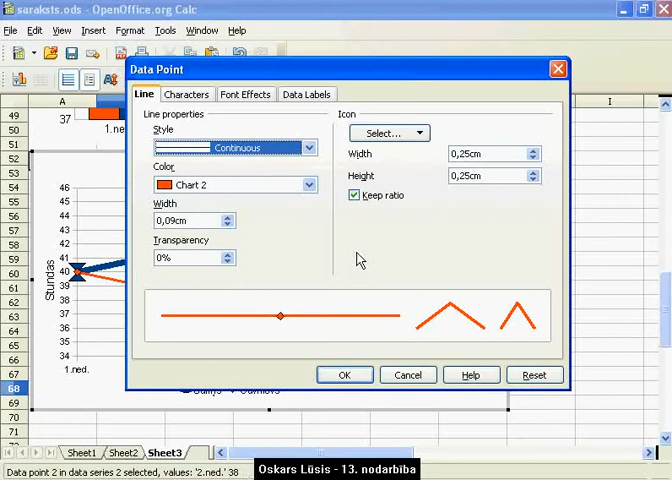 saraksts.ods - OpenOffice.org Calc
File Edit View Insert Format Tools Window Help
A H I
49
50
51
52
53
54
55
56
57
58
59
60
61
62
63
64
65
66
67
68
69
70
71
72
37
1.ned.
46
45
44
43
42
41
40
39
38
37
36
35
34
Stundas
1.ned.
Data Point
Line Characters Font Effects Data Labels
Line properties
Style
Continuous
Color
Chart 2
Width
0,09cm
Transparency
0%
Icon
Select...
Width 0,25cm
Height 0,25cm
Keep ratio
OK Cancel Help Reset
Sheet1 Sheet2 Sheet3
Data point 2 in data series 2 selected, values: '2.ned.' 38
Oskars Lūsis - 13. nodarbība